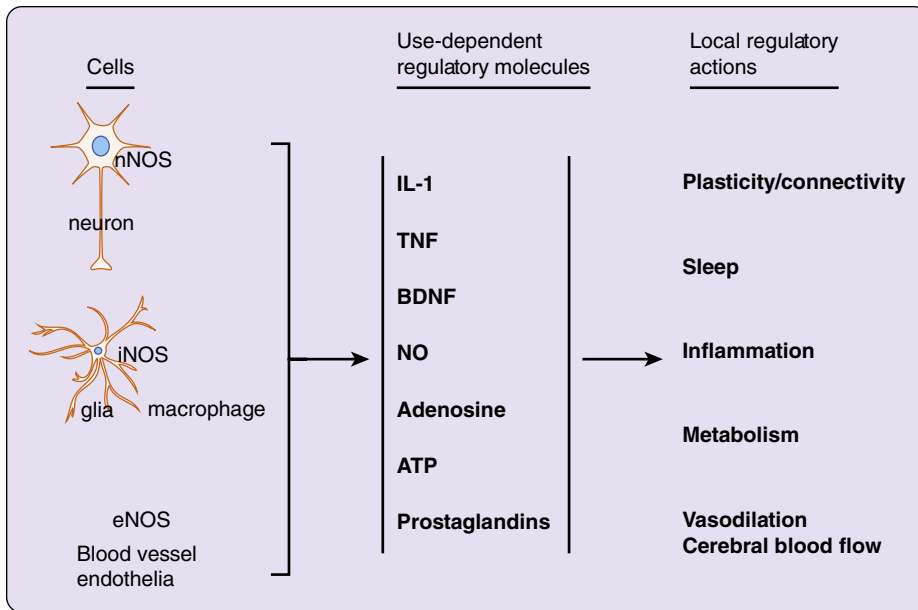 Cells
nNOS
neuron
iNOS
glia macrophage
eNOS
Blood vessel
endothelia
Use-dependent
regulatory molecules
IL-1
TNF
BDNF
NO
Adenosine
ATP
Prostaglandins
Local regulatory
actions
Plasticity/connectivity
Sleep
Inflammation
Metabolism
Vasodilation
Cerebral blood flow